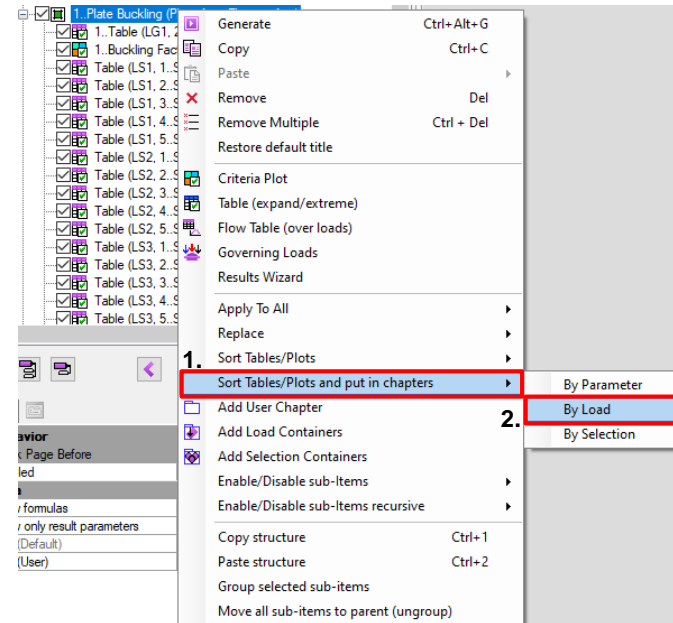 1..Plate Buckling (P
1..Table (LG1, 2
1..Buckling Fac
Table (LS1, 1..S
Table (LS1, 2..S
Table (LS1, 3..S
Table (LS1, 4..S
Table (LS1, 5..S
Table (LS2, 1..S
Table (LS2, 2..S
Table (LS2, 3..S
Table (LS2, 4..S
Table (LS2, 5..S
Table (LS3, 1..S
Table (LS3, 2..S
Table (LS3, 3..S
Table (LS3, 4..S
Table (LS3, 5..S
avior
k Page Before
led
v formulas
v only result parameters
(Default)
(User)
Generate Ctrl+Alt+G
Copy Ctrl+C
Paste
Remove Del
Remove Multiple Ctrl + Del
Restore default title
Criteria Plot
Table (expand/extreme)
Flow Table (over loads)
Governing Loads
Results Wizard
Apply To All
Replace
1. Sort Tables/Plots
Sort Tables/Plots and put in chapters
Add User Chapter
Add Load Containers
Add Selection Containers
Enable/Disable sub-Items
Enable/Disable sub-Items recursive
Copy structure Ctrl+1
Paste structure Ctrl+2
Group selected sub-items
Move all sub-items to parent (ungroup)
By Parameter
2. By Load
By Selection